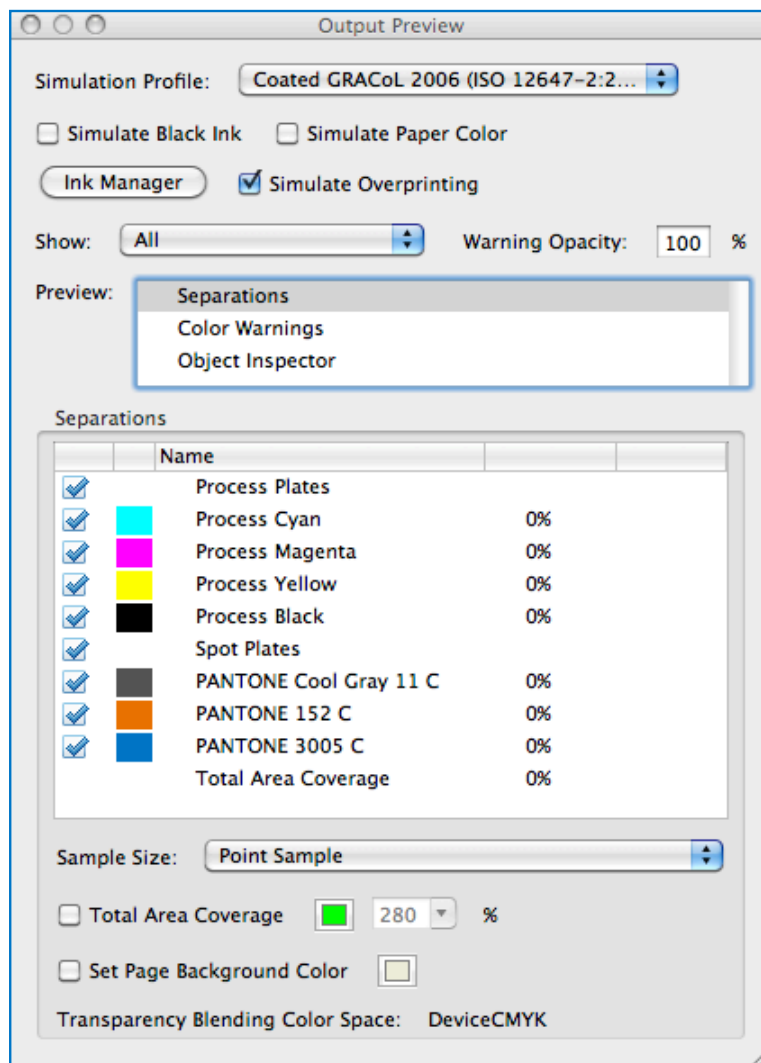 Output Preview
Simulation Profile: Coated GRACoL 2006 (ISO 12647-2:2...
Simulate Black Ink Simulate Paper Color
Ink Manager Simulate Overprinting
Show: All Warning Opacity: 100 %
Preview: Separations
Color Warnings
Object Inspector
Separations
Name
Process Plates
Process Cyan 0%
Process Magenta 0%
Process Yellow 0%
Process Black 0%
Spot Plates
PANTONE Cool Gray 11 C 0%
PANTONE 152 C 0%
PANTONE 3005 C 0%
Total Area Coverage 0%
Sample Size: Point Sample
Total Area Coverage 280 %
Set Page Background Color
Transparency Blending Color Space: DeviceCMYK